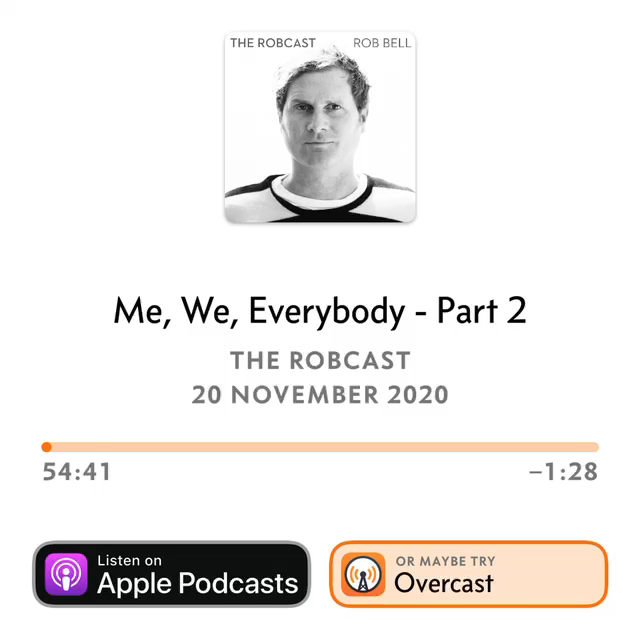 THE ROBCAST ROB BELL
Me, We, Everybody - Part 2
THE ROBCAST
20 NOVEMBER 2020
54:41 –1:28
Listen on
Apple Podcasts
OR MAYBE TRY
Overcast